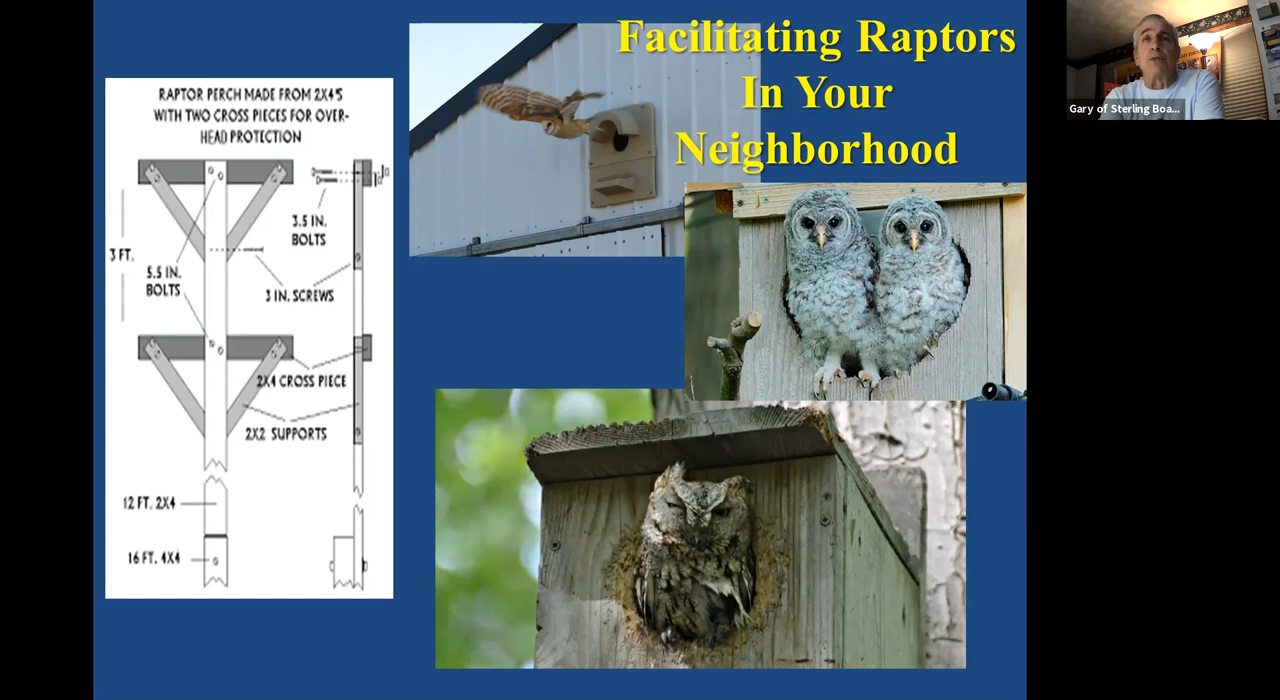 Facilitating Raptors
In Your
Neighborhood
RAPTOR PERCH MADE FROM 2X4'S
WITH TWO CROSS PIECES FOR OVER-
HEAD PROTECTION
3.5 IN.
BOLTS
3 FT.
5.5 IN.
BOLTS
3 IN. SCREWS
2X4 CROSS PIECE
2X2 SUPPORTS
12 FT. 2X4
16 FT. 4X4
Gary of Sterling Boa...